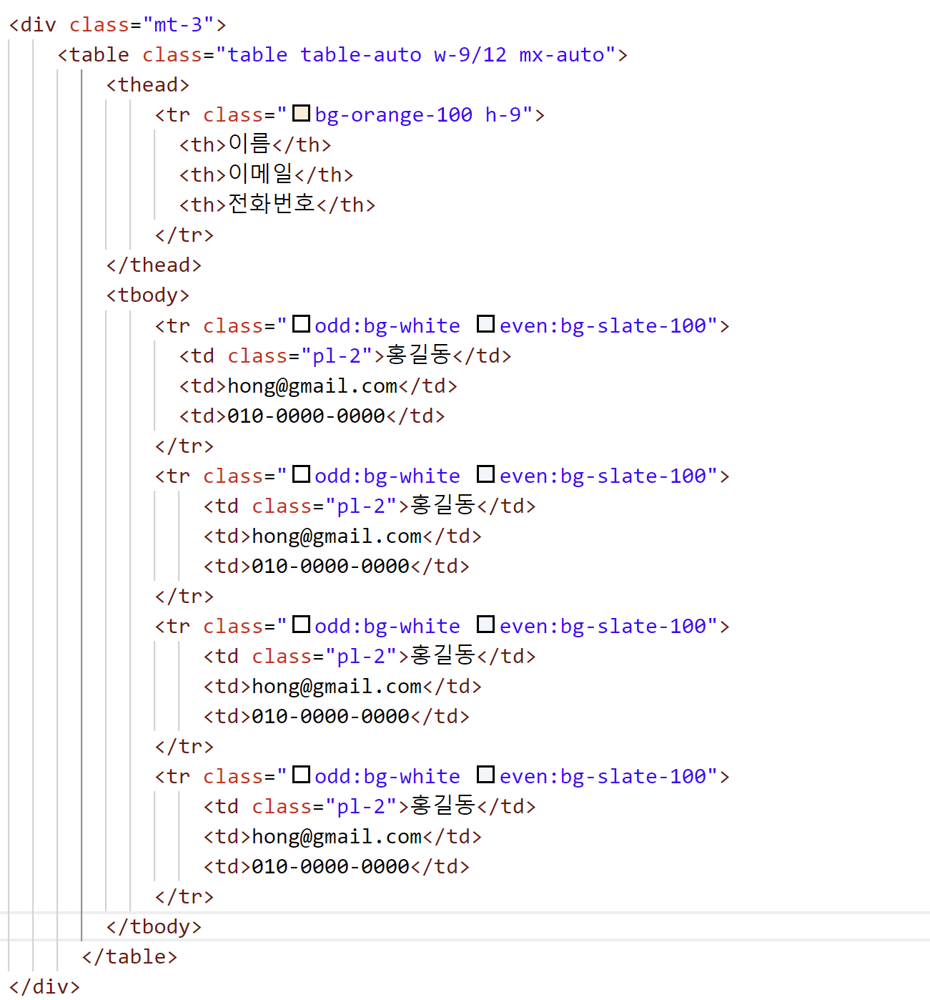 <div class="mt-3">
<table class="table table-auto w-9/12 mx-auto">
<thead>
<tr class="bg-orange-100 h-9">
<th>이름</th>
<th>이메일</th>
<th>전화번호</th>
</tr>
</thead>
<tbody>
<tr class="odd:bg-white even:bg-slate-100">
<td class="pl-2">홍길동</td>
<td>hong@gmail.com</td>
<td>010-0000-0000</td>
</tr>
<tr class="odd:bg-white even:bg-slate-100">
<td class="pl-2">홍길동</td>
<td>hong@gmail.com</td>
<td>010-0000-0000</td>
</tr>
<tr class="odd:bg-white even:bg-slate-100">
<td class="pl-2">홍길동</td>
<td>hong@gmail.com</td>
<td>010-0000-0000</td>
</tr>
<tr class="odd:bg-white even:bg-slate-100">
<td class="pl-2">홍길동</td>
<td>hong@gmail.com</td>
<td>010-0000-0000</td>
</tr>
</tbody>
</table>
</div>